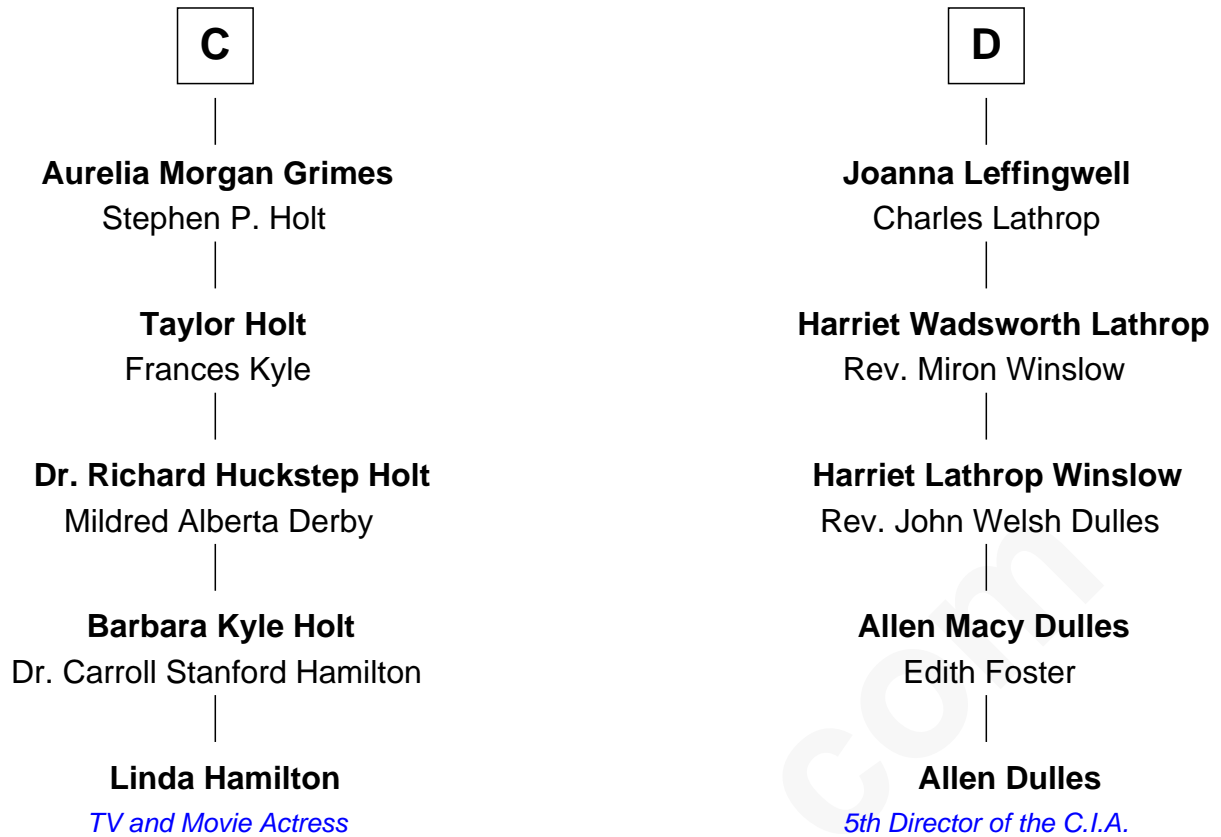 C
Aurelia Morgan Grimes
Stephen P. Holt
Taylor Holt
Frances Kyle
Dr. Richard Huckstep Holt
Mildred Alberta Derby
Barbara Kyle Holt
Dr. Carroll Stanford Hamilton
Linda Hamilton
TV and Movie Actress
D
Joanna Leffingwell
Charles Lathrop
Harriet Wadsworth Lathrop
Rev. Miron Winslow
Harriet Lathrop Winslow
Rev. John Welsh Dulles
Allen Macy Dulles
Edith Foster
Allen Dulles
5th Director of the C.I.A.
com